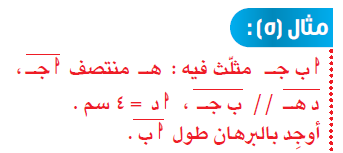 مثال (٥) :
أ ب جـ مثلّث فيه : هـ منتصف أ جـ ،
د هـ // ب جـ ، أ د = ٤ سم .
أوجِد بالبرهان طول أ ب .